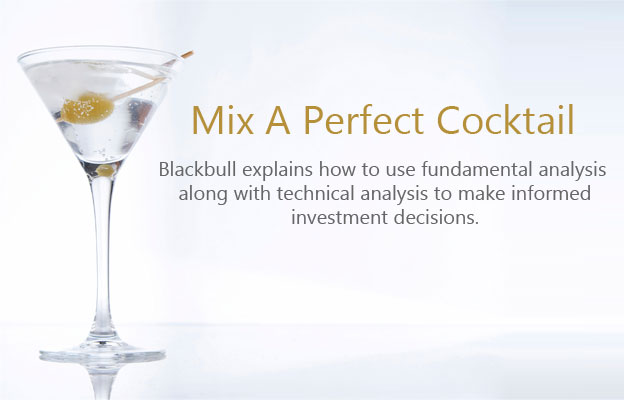 Mix A Perfect Cocktail
Blackbull explains how to use fundamental analysis
along with technical analysis to make informed
investment decisions.